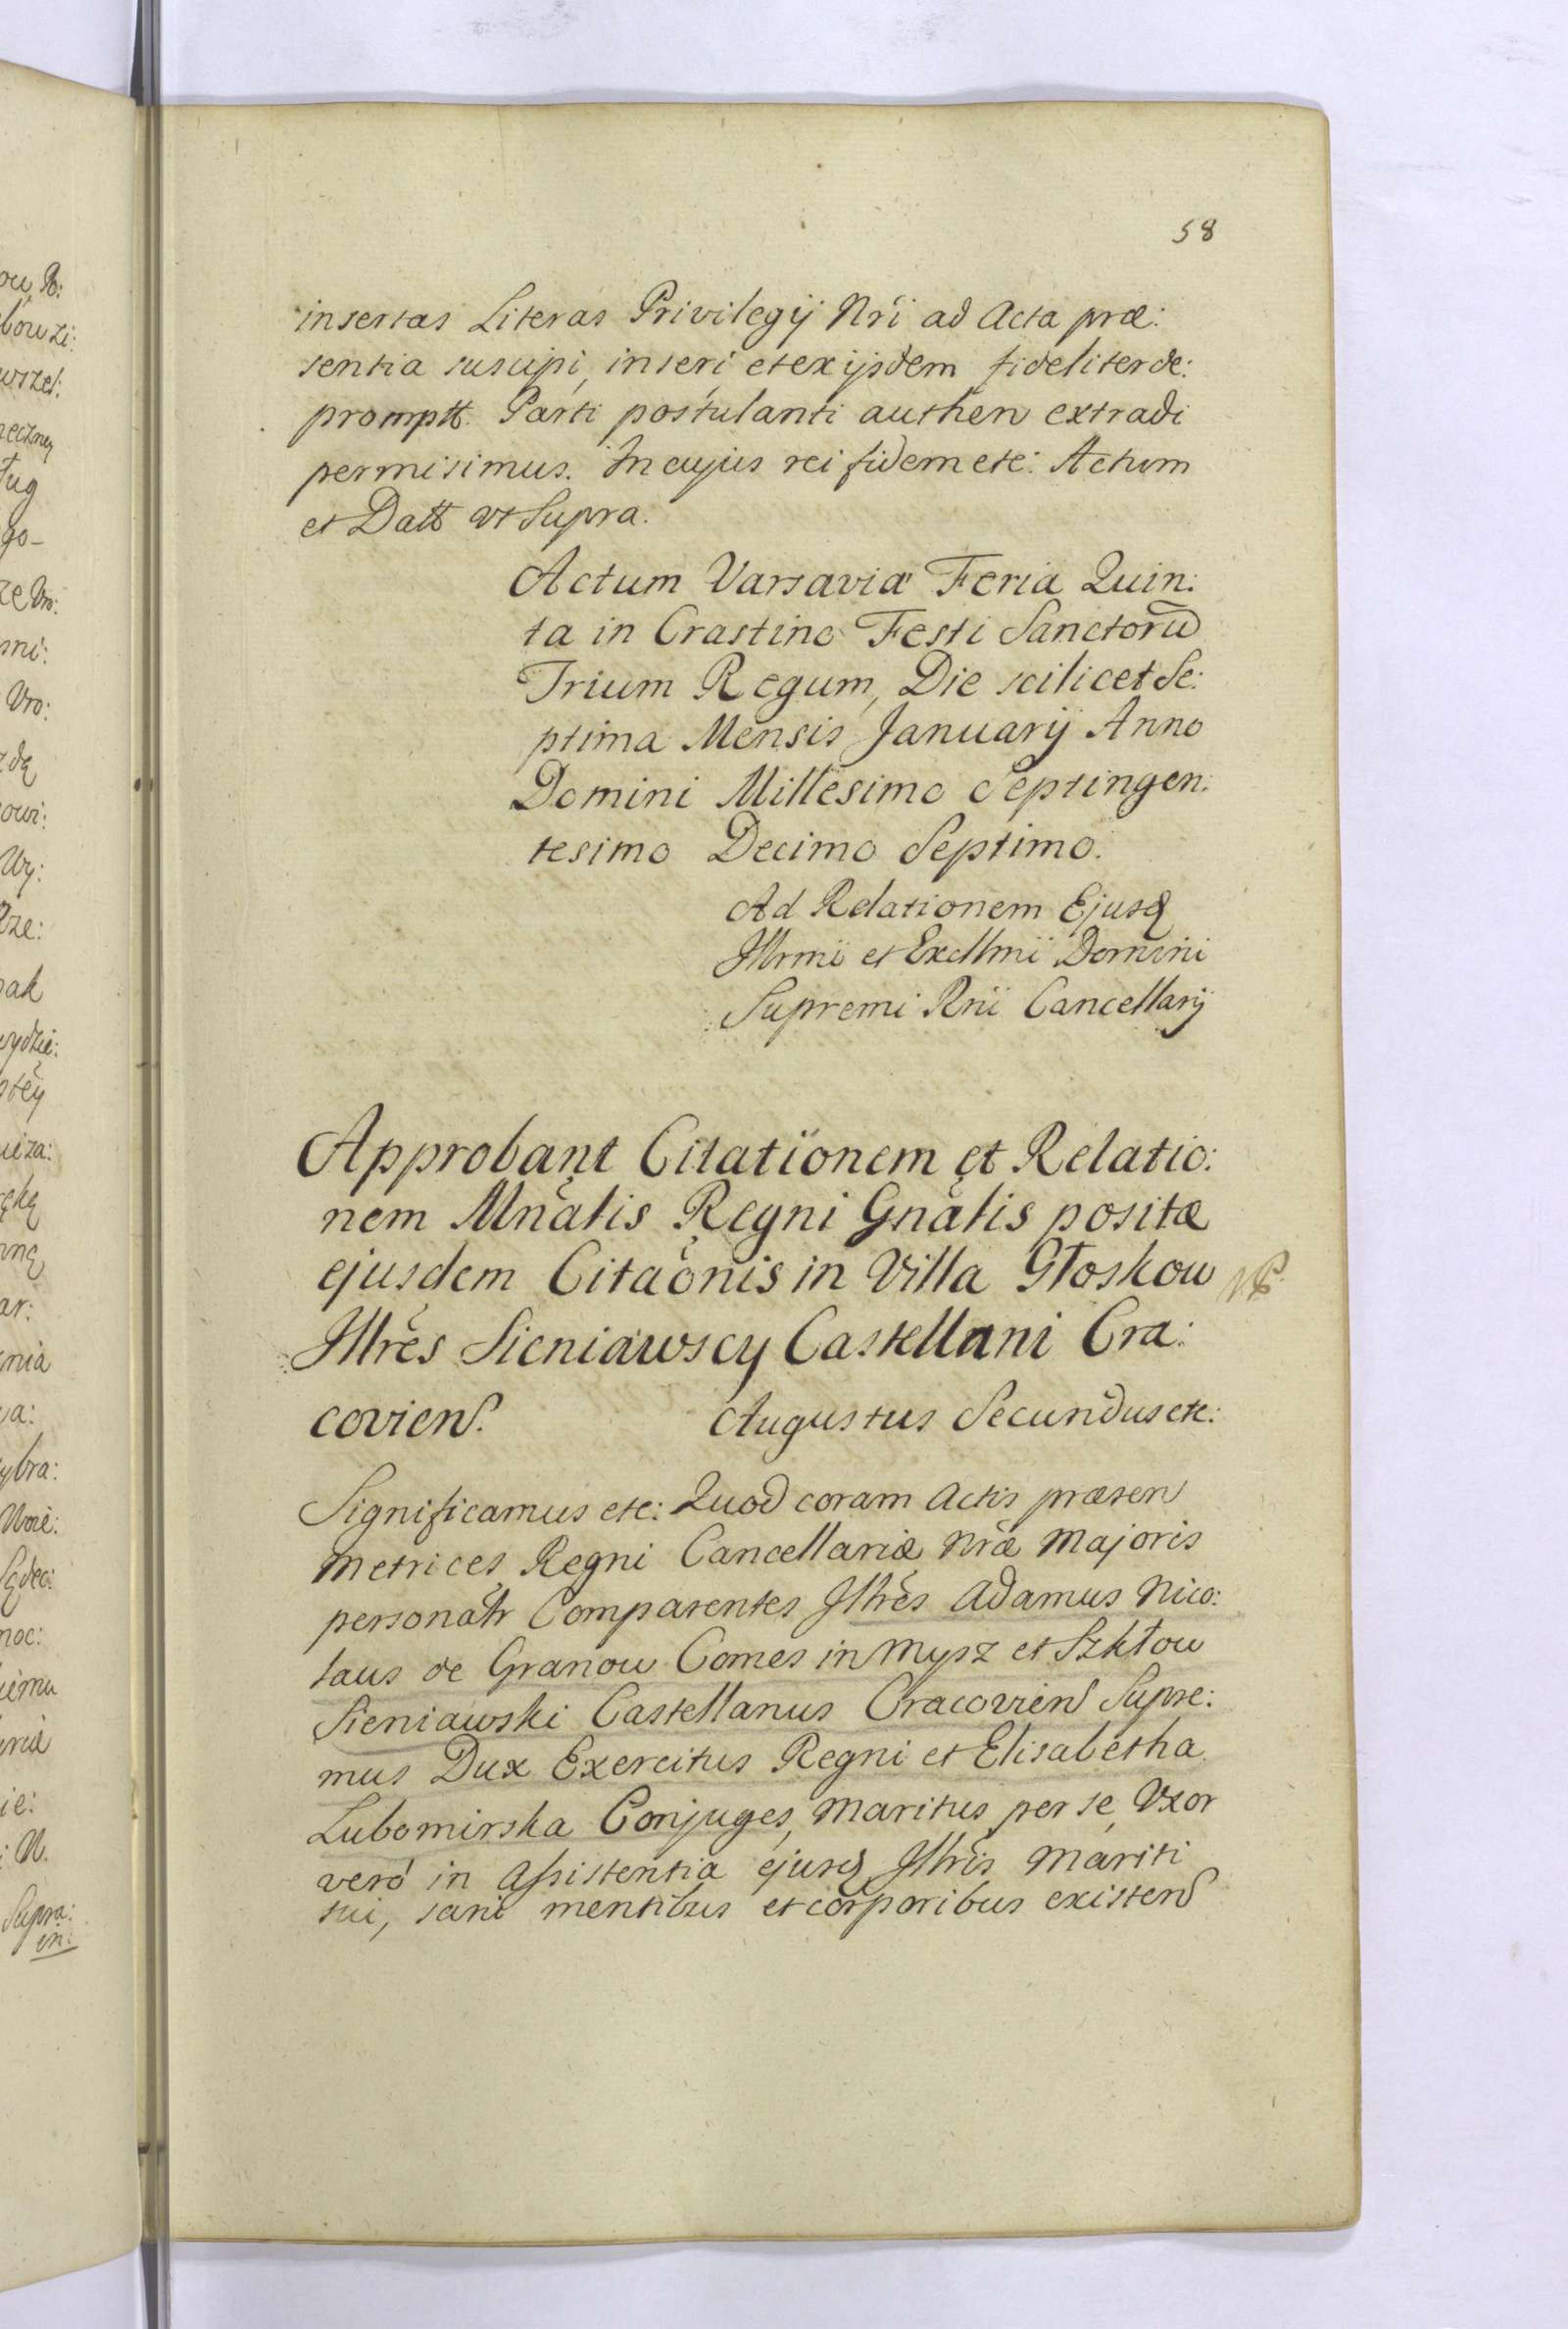 58
insertas Literas Privilegij Nri ad Acta præ:
sentia suscipi, inseri et ex ijsdem fideliter de:
promptt. Parti postulanti authen extradi
permisimus. In cujus rei fidem etc: Actum
et Datt vt Supra.
Actum Varsaviæ Feria Quin:
ta in Crastino Festi Sanctorū
Trium Regum, Die scilicet Se:
ptima Mensis Januarij Anno
Domini Millesimo Septingen:
tesimo Decimo Septimo.
Ad Relationem Ejusd
Illrmi et Excllmi Domini
Supremi Rni Cancellarij
Approbant Citationem et Relatio:
nem Mnalis Regni Gnalis positæ
ejusdem Citaonis in Villa Głoskow
Illres Sieniawscy Castellani Cra:
coviens. Augustus Secundus etc:
Significamus etc: Quod coram Actis præsen
metrices Regni Cancellariæ Nræ Majoris
personatr Comparentes Illres Adamus Nico:
laus de Granow Comes in Mysz et Szkłow
Sieniawski Castellanus Cracovien Supre:
mus Dux Exercitus Regni et Elisabetha
Lubomirska Conjuges, Maritus per se, Vxor
vero in Assistentia ejusd Illris Mariti
sui, sani mentibus et corporibus existen